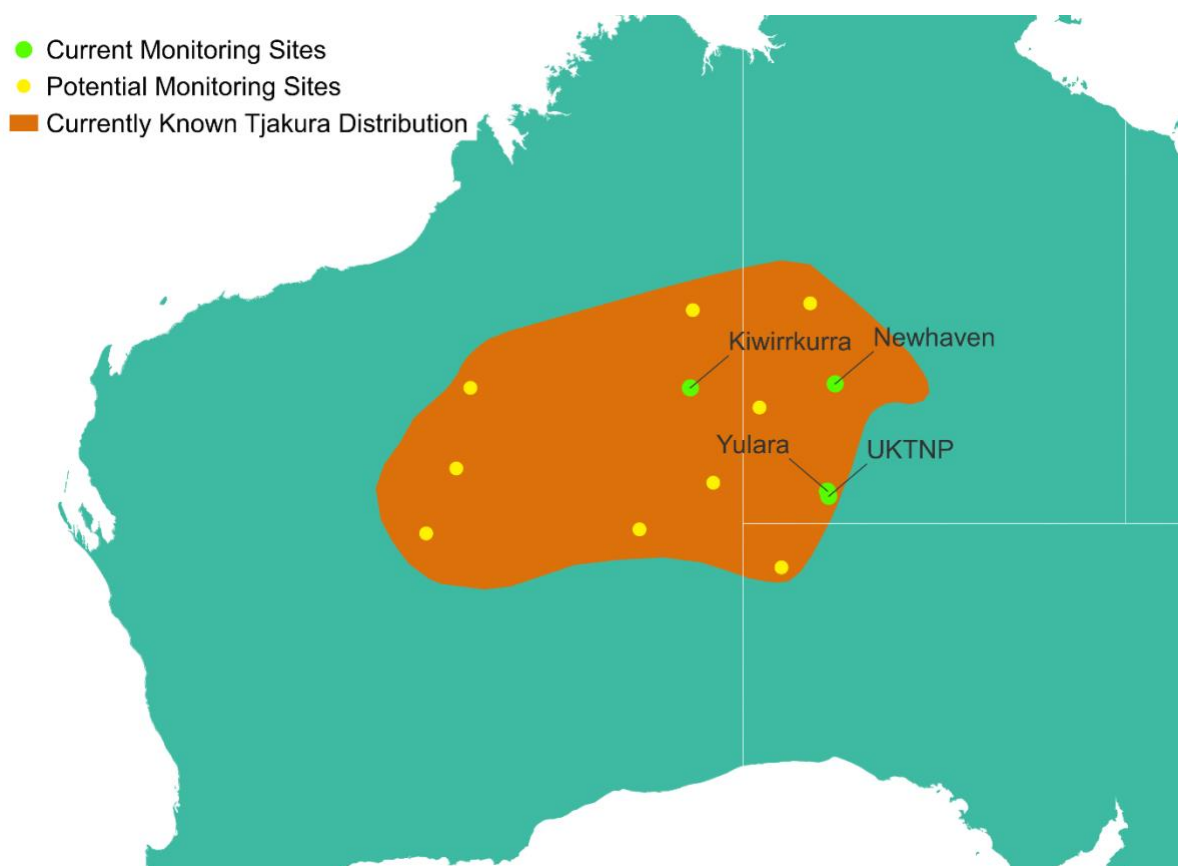 Current Monitoring Sites
Potential Monitoring Sites
Currently Known Tjakura Distribution
Kiwirrkurra
Newhaven
Yulara
UKTNP